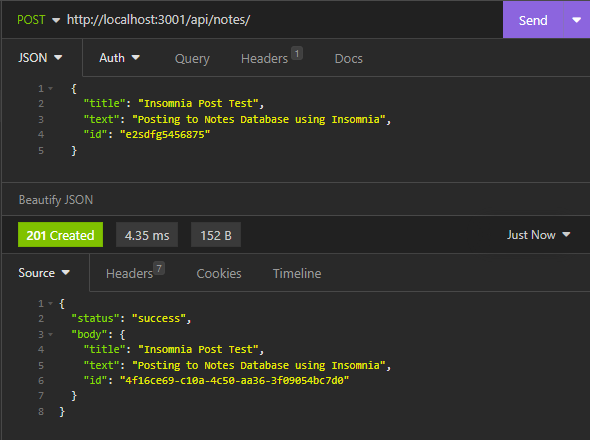 POST http://localhost:3001/api/notes/ Send
JSON Auth Query Headers 1 Docs
1 {
2 "title": "Insomnia Post Test",
3 "text": "Posting to Notes Database using Insomnia",
4 "id": "e2sdfg5456875"
5 }
Beautify JSON
201 Created 4.35 ms 152 B Just Now
Source Headers 7 Cookies Timeline
1 {
2 "status": "success",
3 "body": {
4 "title": "Insomnia Post Test",
5 "text": "Posting to Notes Database using Insomnia",
6 "id": "4f16ce69-c10a-4c50-aa36-3f09054bc7d0"
7 }
8 }